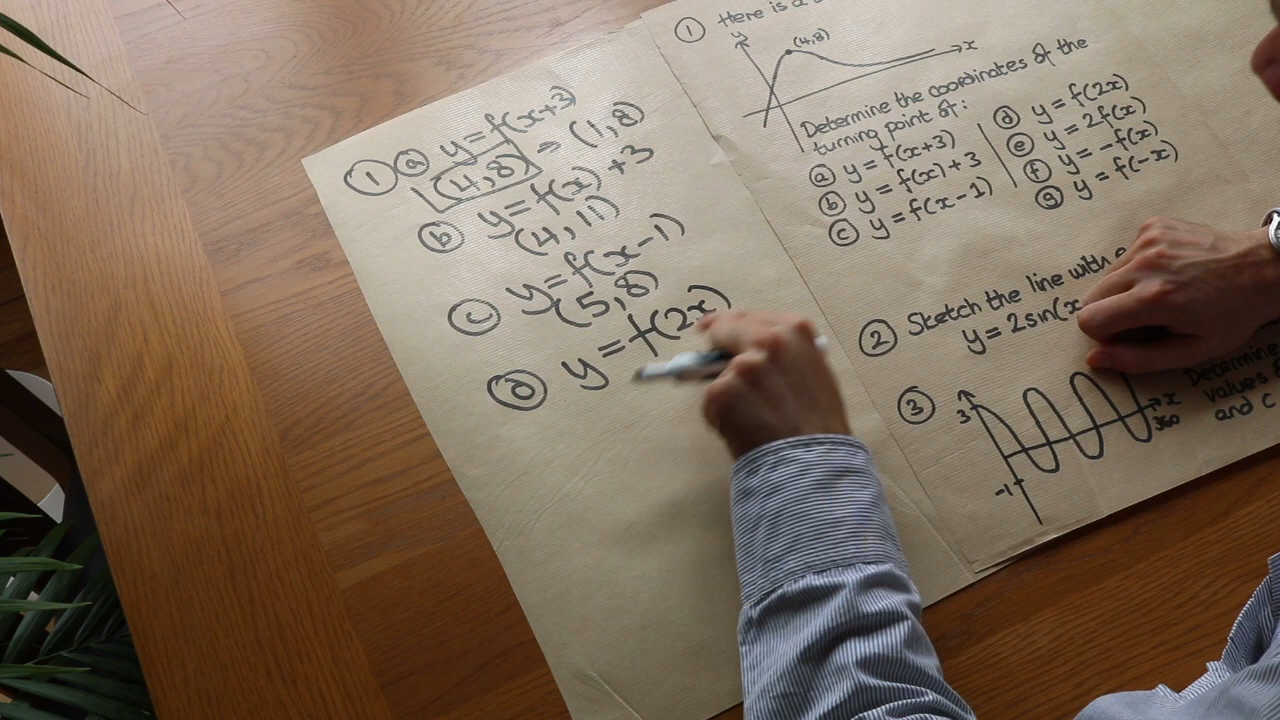 ① ⓐ y=f(x+3)
(4,8) ⇒ (1,8)
ⓑ y=f(x)+3
(4,11)
ⓒ y=f(x-1)
(5,8)
ⓓ y=f(2x)
① Here is a
y
(4,8)
x
Determine the coordinates of the
turning point of:
ⓐ y=f(x+3)
ⓑ y=f(x)+3
ⓒ y=f(x-1)
ⓓ y=f(2x)
ⓔ y=2f(x)
ⓕ y=-f(x)
ⓖ y=f(-x)
② Sketch the line with
y=2sin(x
③
3
x
360
-1
Determine
values
and c